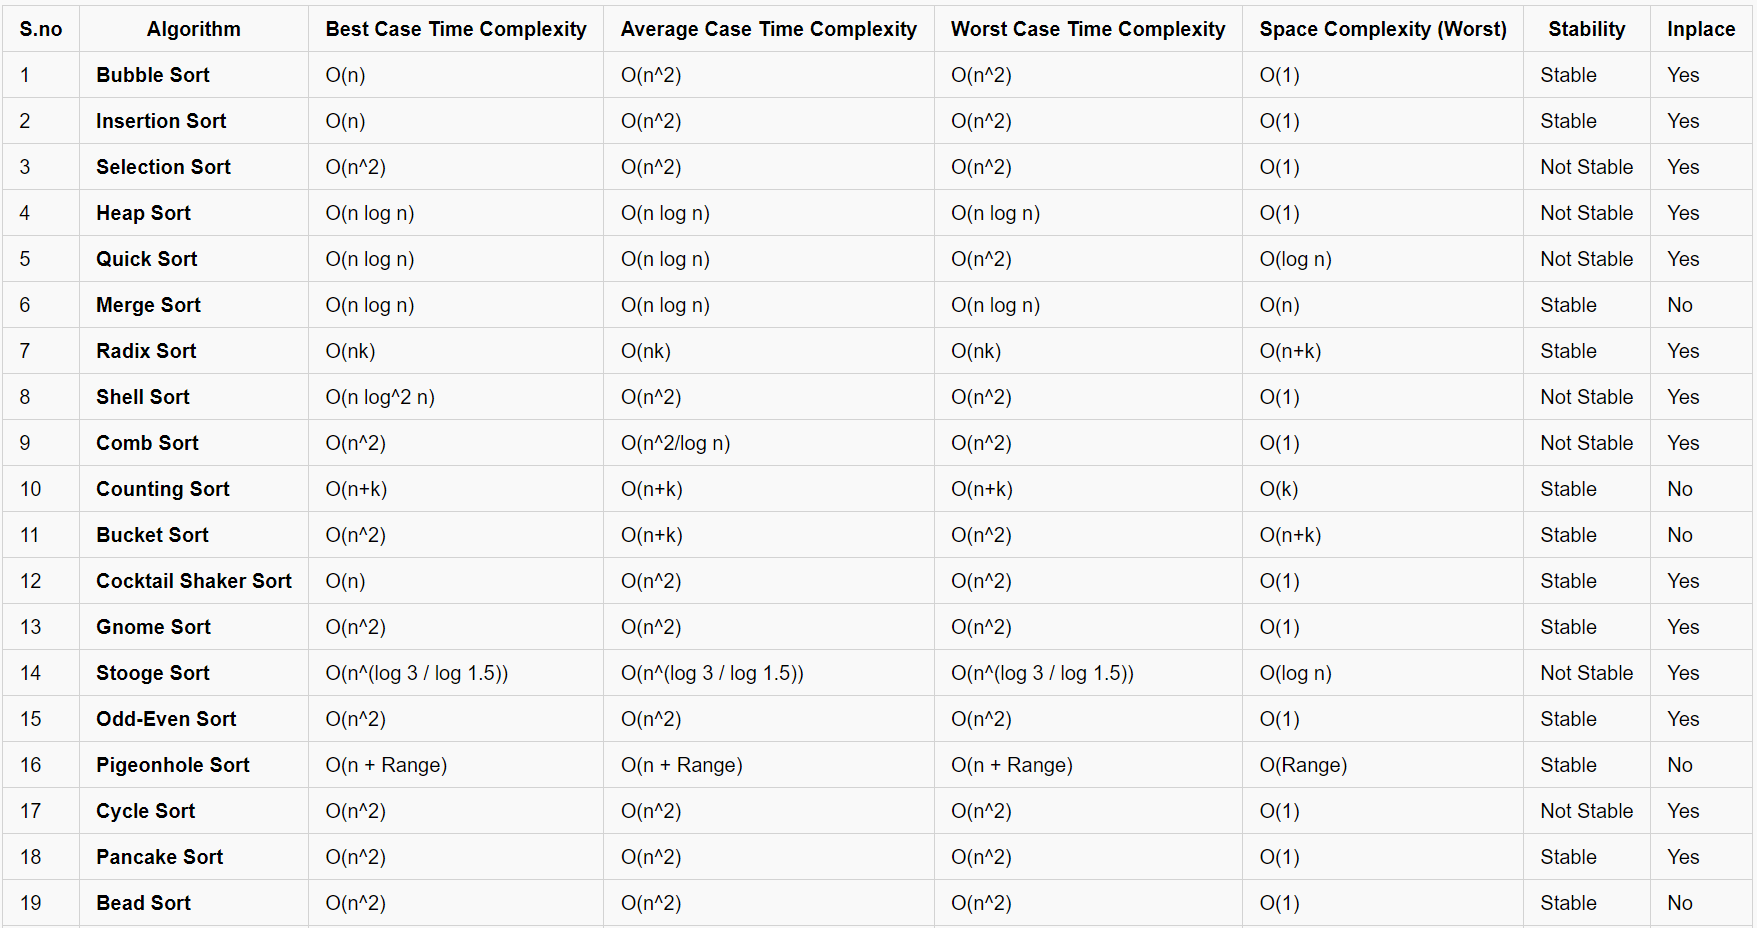 S.no Algorithm Best Case Time Complexity Average Case Time Complexity Worst Case Time Complexity Space Complexity (Worst) Stability Inplace
1 Bubble Sort O(n) O(n^2) O(n^2) O(1) Stable Yes
2 Insertion Sort O(n) O(n^2) O(n^2) O(1) Stable Yes
3 Selection Sort O(n^2) O(n^2) O(n^2) O(1) Not Stable Yes
4 Heap Sort O(n log n) O(n log n) O(n log n) O(1) Not Stable Yes
5 Quick Sort O(n log n) O(n log n) O(n^2) O(log n) Not Stable Yes
6 Merge Sort O(n log n) O(n log n) O(n log n) O(n) Stable No
7 Radix Sort O(nk) O(nk) O(nk) O(n+k) Stable Yes
8 Shell Sort O(n log^2 n) O(n^2) O(n^2) O(1) Not Stable Yes
9 Comb Sort O(n^2) O(n^2/log n) O(n^2) O(1) Not Stable Yes
10 Counting Sort O(n+k) O(n+k) O(n+k) O(k) Stable No
11 Bucket Sort O(n^2) O(n+k) O(n^2) O(n+k) Stable No
12 Cocktail Shaker Sort O(n) O(n^2) O(n^2) O(1) Stable Yes
13 Gnome Sort O(n^2) O(n^2) O(n^2) O(1) Stable Yes
14 Stooge Sort O(n^(log 3 / log 1.5)) O(n^(log 3 / log 1.5)) O(n^(log 3 / log 1.5)) O(log n) Not Stable Yes
15 Odd-Even Sort O(n^2) O(n^2) O(n^2) O(1) Stable Yes
16 Pigeonhole Sort O(n + Range) O(n + Range) O(n + Range) O(Range) Stable No
17 Cycle Sort O(n^2) O(n^2) O(n^2) O(1) Not Stable Yes
18 Pancake Sort O(n^2) O(n^2) O(n^2) O(1) Stable Yes
19 Bead Sort O(n^2) O(n^2) O(n^2) O(1) Stable No